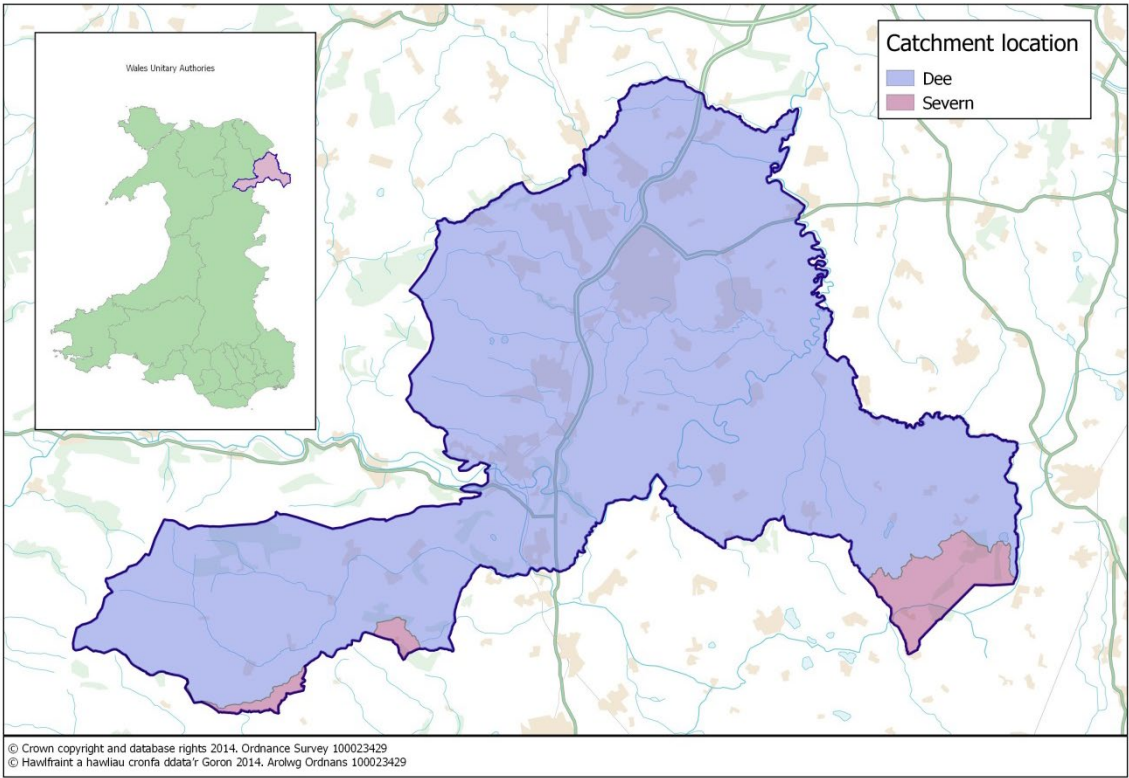 Wales Unitary Authories
Catchment location
Dee
Severn
© Crown copyright and database rights 2014. Ordnance Survey 100023429
© Hawlfraint a hawliau cronfa ddata'r Goron 2014. Arolwg Ordnans 100023429